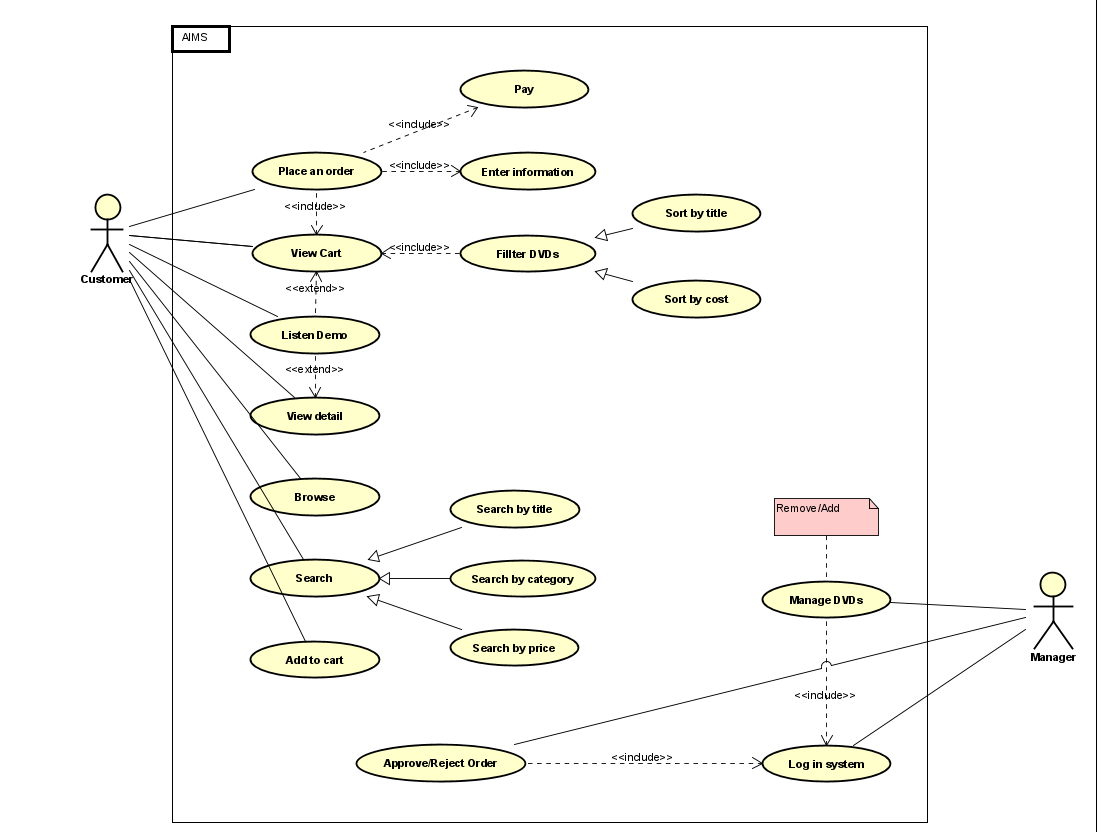 AIMS
Pay
<<include>>
Place an order
<<include>>
Enter information
<<include>>
Sort by title
View Cart
<<include>>
Fillter DVDs
Customer
<<extend>>
Sort by cost
Listen Demo
<<extend>>
View detail
Browse
Search by title
Remove/Add
Search
Search by category
Manage DVDs
Search by price
Add to cart
Manager
<<include>>
Approve/Reject Order
<<include>>
Log in system